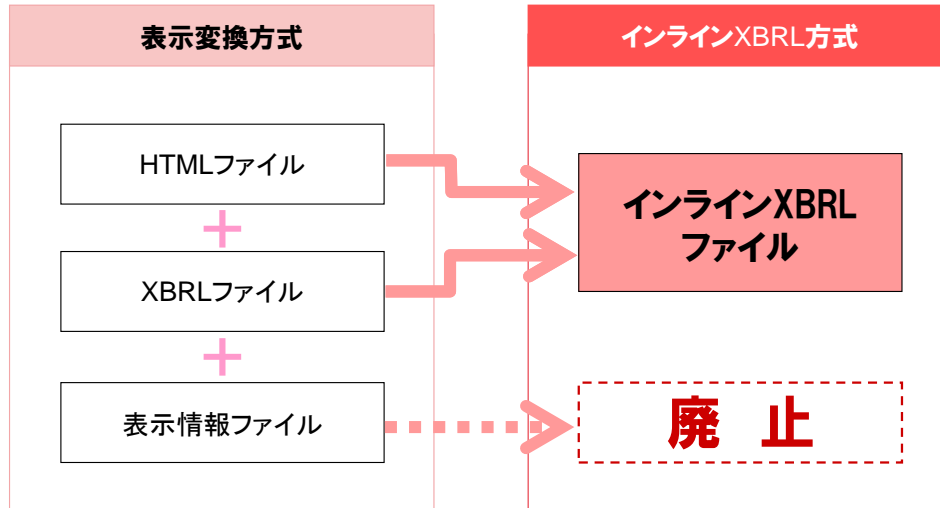 表示変換方式
インラインXBRL方式
HTMLファイル
+
XBRLファイル
+
表示情報ファイル
インラインXBRL
ファイル
廃 止